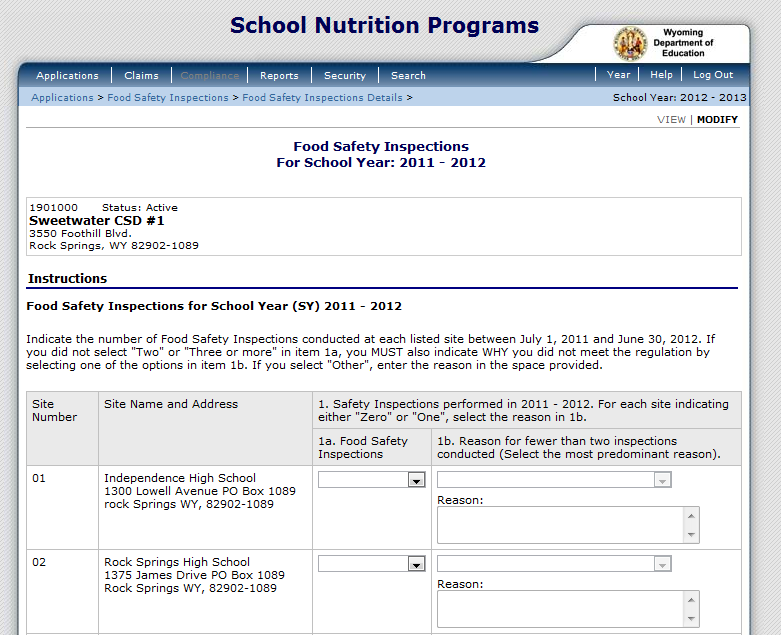 School Nutrition Programs
Wyoming
Department of
Education
Applications Claims Compliance Reports Security Search Year Help Log Out
Applications > Food Safety Inspections > Food Safety Inspections Details > School Year: 2012 - 2013
VIEW | MODIFY
Food Safety Inspections
For School Year: 2011 - 2012
1901000 Status: Active
Sweetwater CSD #1
3550 Foothill Blvd.
Rock Springs, WY 82902-1089
Instructions
Food Safety Inspections for School Year (SY) 2011 - 2012
Indicate the number of Food Safety Inspections conducted at each listed site between July 1, 2011 and June 30, 2012. If
you did not select "Two" or "Three or more" in item 1a, you MUST also indicate WHY you did not meet the regulation by
selecting one of the options in item 1b. If you select "Other", enter the reason in the space provided.
Site
Number
Site Name and Address
1. Safety Inspections performed in 2011 - 2012. For each site indicating
either "Zero" or "One", select the reason in 1b.
1a. Food Safety
Inspections
1b. Reason for fewer than two inspections
conducted (Select the most predominant reason).
01
Independence High School
1300 Lowell Avenue PO Box 1089
rock Springs WY, 82902-1089
Reason:
02
Rock Springs High School
1375 James Drive PO Box 1089
Rock Springs WY, 82902-1089
Reason: